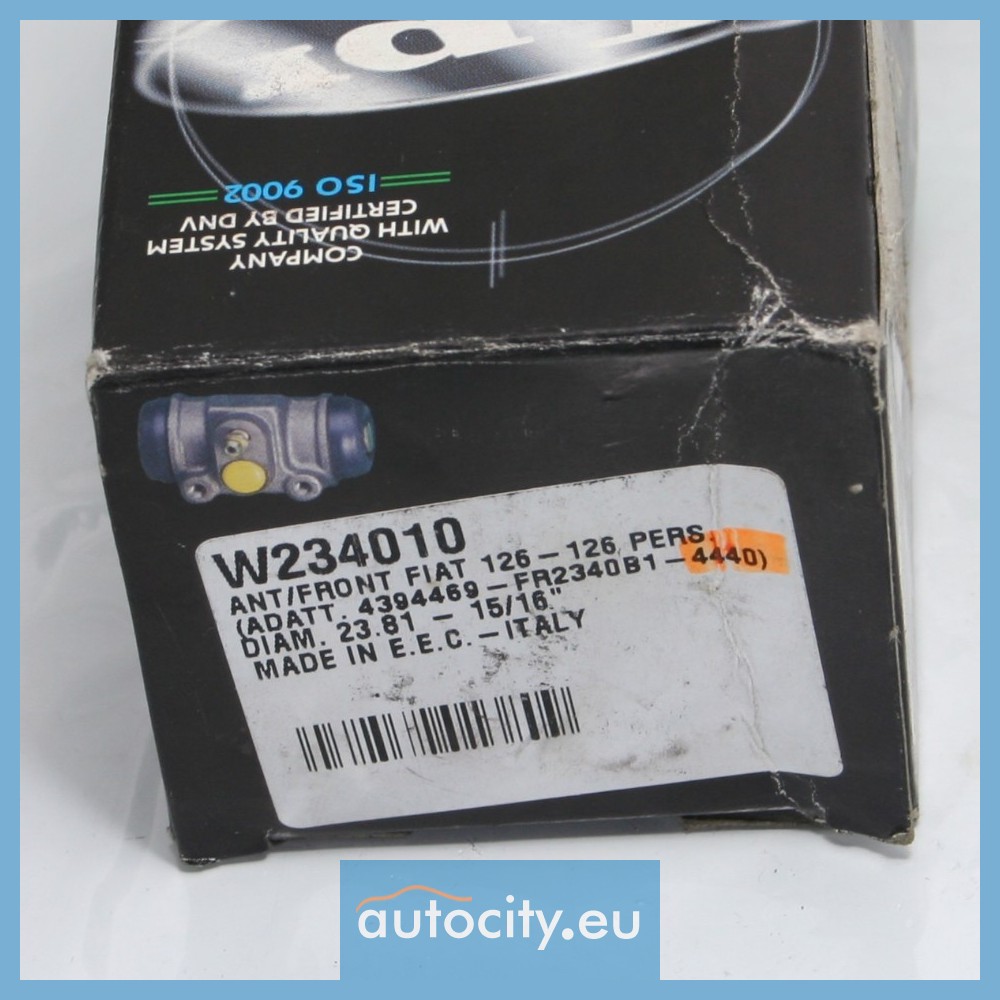 COMPANY
WITH QUALITY SYSTEM
CERTIFIED BY DNV
ISO 9002
W234010
ANT/FRONT FIAT 126 – 126 PERS.
(ADATT. 4394469 – FR2340B1 – 4440)
DIAM. 23.81 – 15/16"
MADE IN E.E.C. – ITALY
autocity.eu